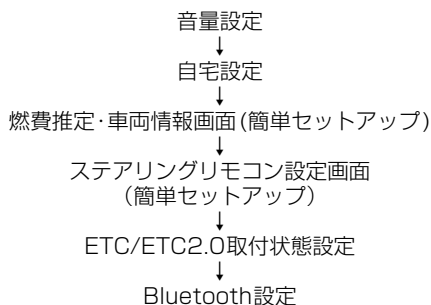 音量設定
↓
自宅設定
↓
燃費推定･車両情報画面(簡単セットアップ)
↓
ステアリングリモコン設定画面
（簡単セットアップ）
↓
ETC/ETC2.0取付状態設定
↓
Bluetooth設定